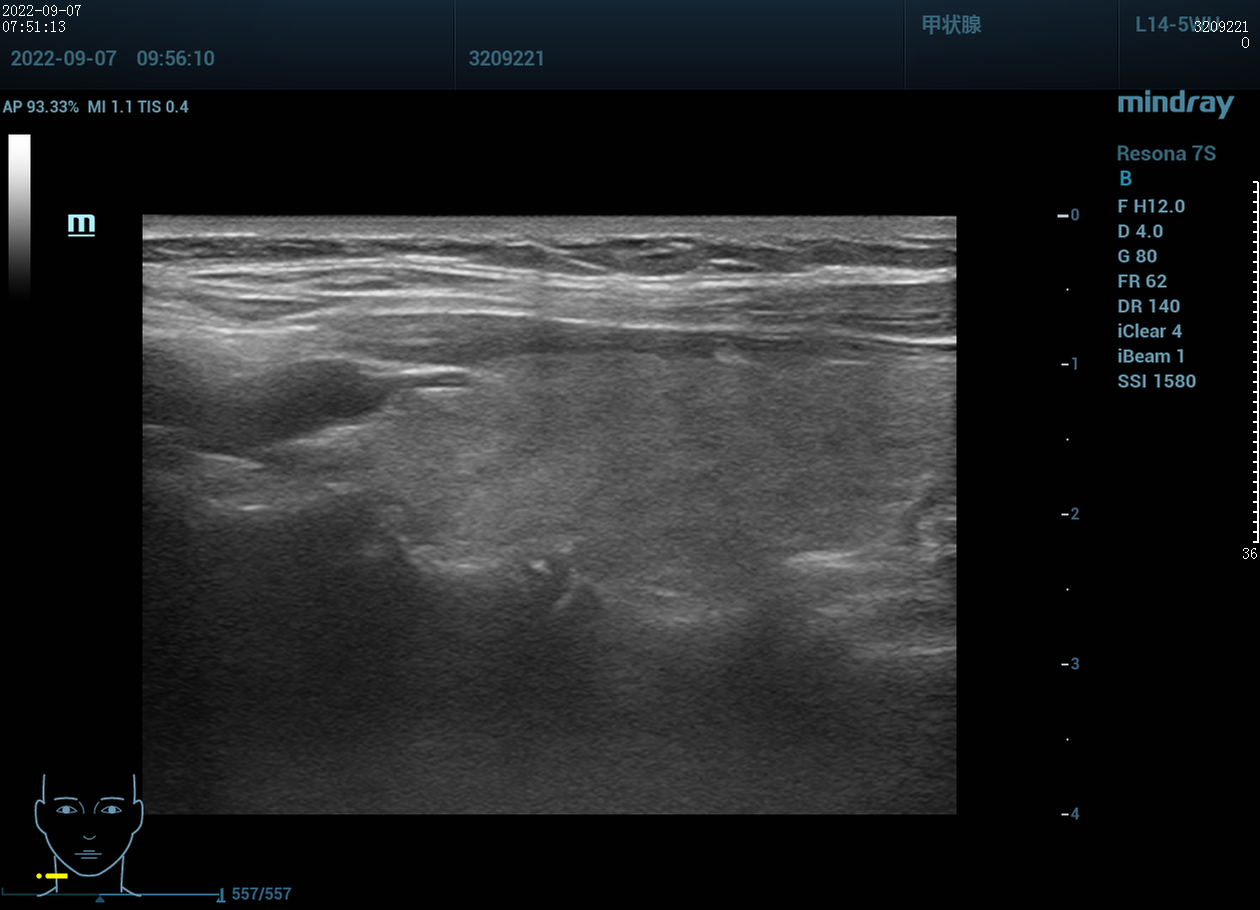 2022-09-07
07:51:13
甲状腺
3209221
0
2022-09-07 09:56:10
3209221
AP 93.33% MI 1.1 TIS 0.4
mindray
Resona 7S
B
F H12.0
D 4.0
G 80
FR 62
DR 140
iClear 4
iBeam 1
SSI 1580
m
0
1
2
3
4
36
557/557